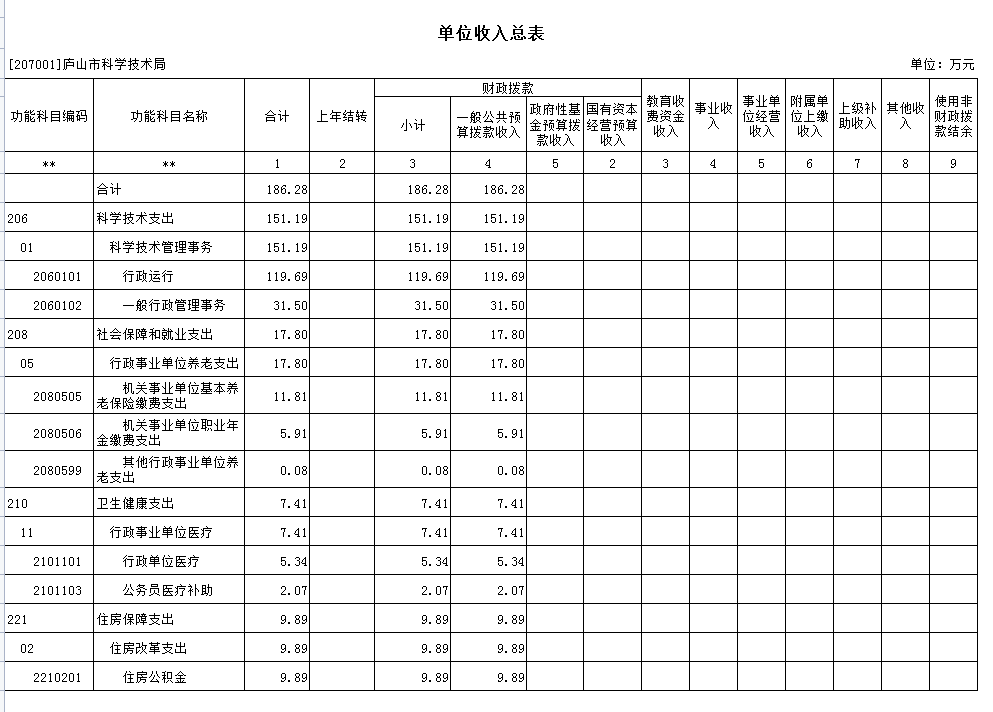 单位收入总表
[207001]庐山市科学技术局 单位：万元
功能科目编码 功能科目名称 合计 上年结转 财政拨款 教育收费资金收入 事业收入 事业单位经营收入 附属单位上缴收入 上级补助收入 其他收入 使用非财政拨款结余
小计 一般公共预算拨款收入 政府性基金预算拨款收入 国有资本经营预算收入
** ** 1 2 3 4 5 2 3 4 5 6 7 8 9
合计 186.28 186.28 186.28
206 科学技术支出 151.19 151.19 151.19
01 科学技术管理事务 151.19 151.19 151.19
2060101 行政运行 119.69 119.69 119.69
2060102 一般行政管理事务 31.50 31.50 31.50
208 社会保障和就业支出 17.80 17.80 17.80
05 行政事业单位养老支出 17.80 17.80 17.80
2080505 机关事业单位基本养老保险缴费支出 11.81 11.81 11.81
2080506 机关事业单位职业年金缴费支出 5.91 5.91 5.91
2080599 其他行政事业单位养老支出 0.08 0.08 0.08
210 卫生健康支出 7.41 7.41 7.41
11 行政事业单位医疗 7.41 7.41 7.41
2101101 行政单位医疗 5.34 5.34 5.34
2101103 公务员医疗补助 2.07 2.07 2.07
221 住房保障支出 9.89 9.89 9.89
02 住房改革支出 9.89 9.89 9.89
2210201 住房公积金 9.89 9.89 9.89